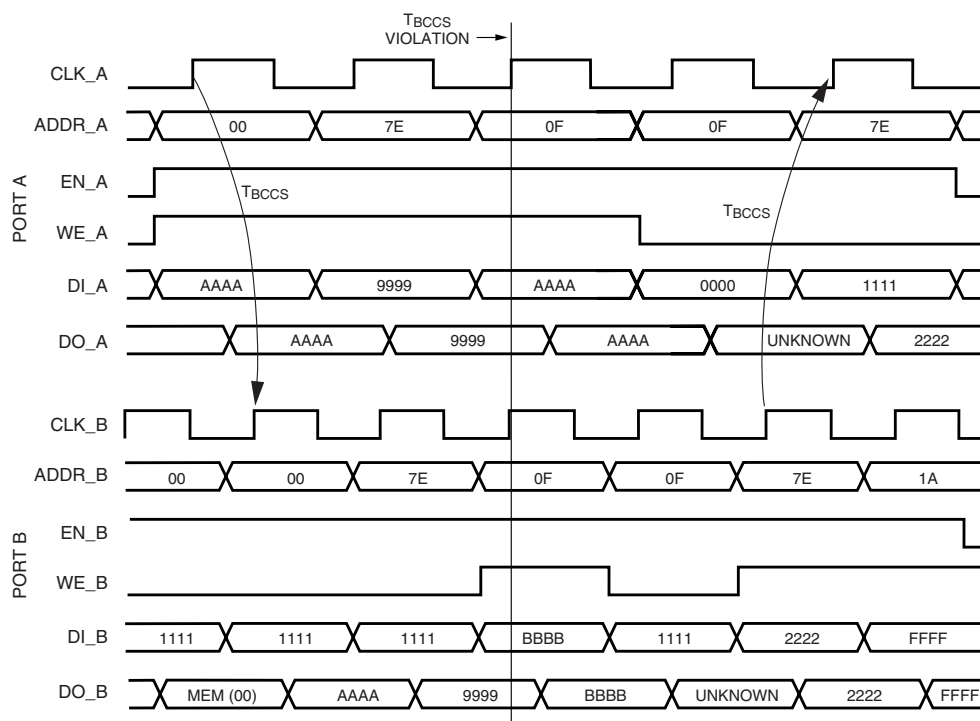 TBCCS
VIOLATION
CLK_A
ADDR_A 00 7E 0F 0F 7E
EN_A
TBCCS
TBCCS
PORT A
WE_A
DI_A AAAA 9999 AAAA 0000 1111
DO_A AAAA 9999 AAAA UNKNOWN 2222
CLK_B
ADDR_B 00 00 7E 0F 0F 7E 1A
EN_B
PORT B
WE_B
DI_B 1111 1111 1111 BBBB 1111 2222 FFFF
DO_B MEM (00) AAAA 9999 BBBB UNKNOWN 2222 FFFF